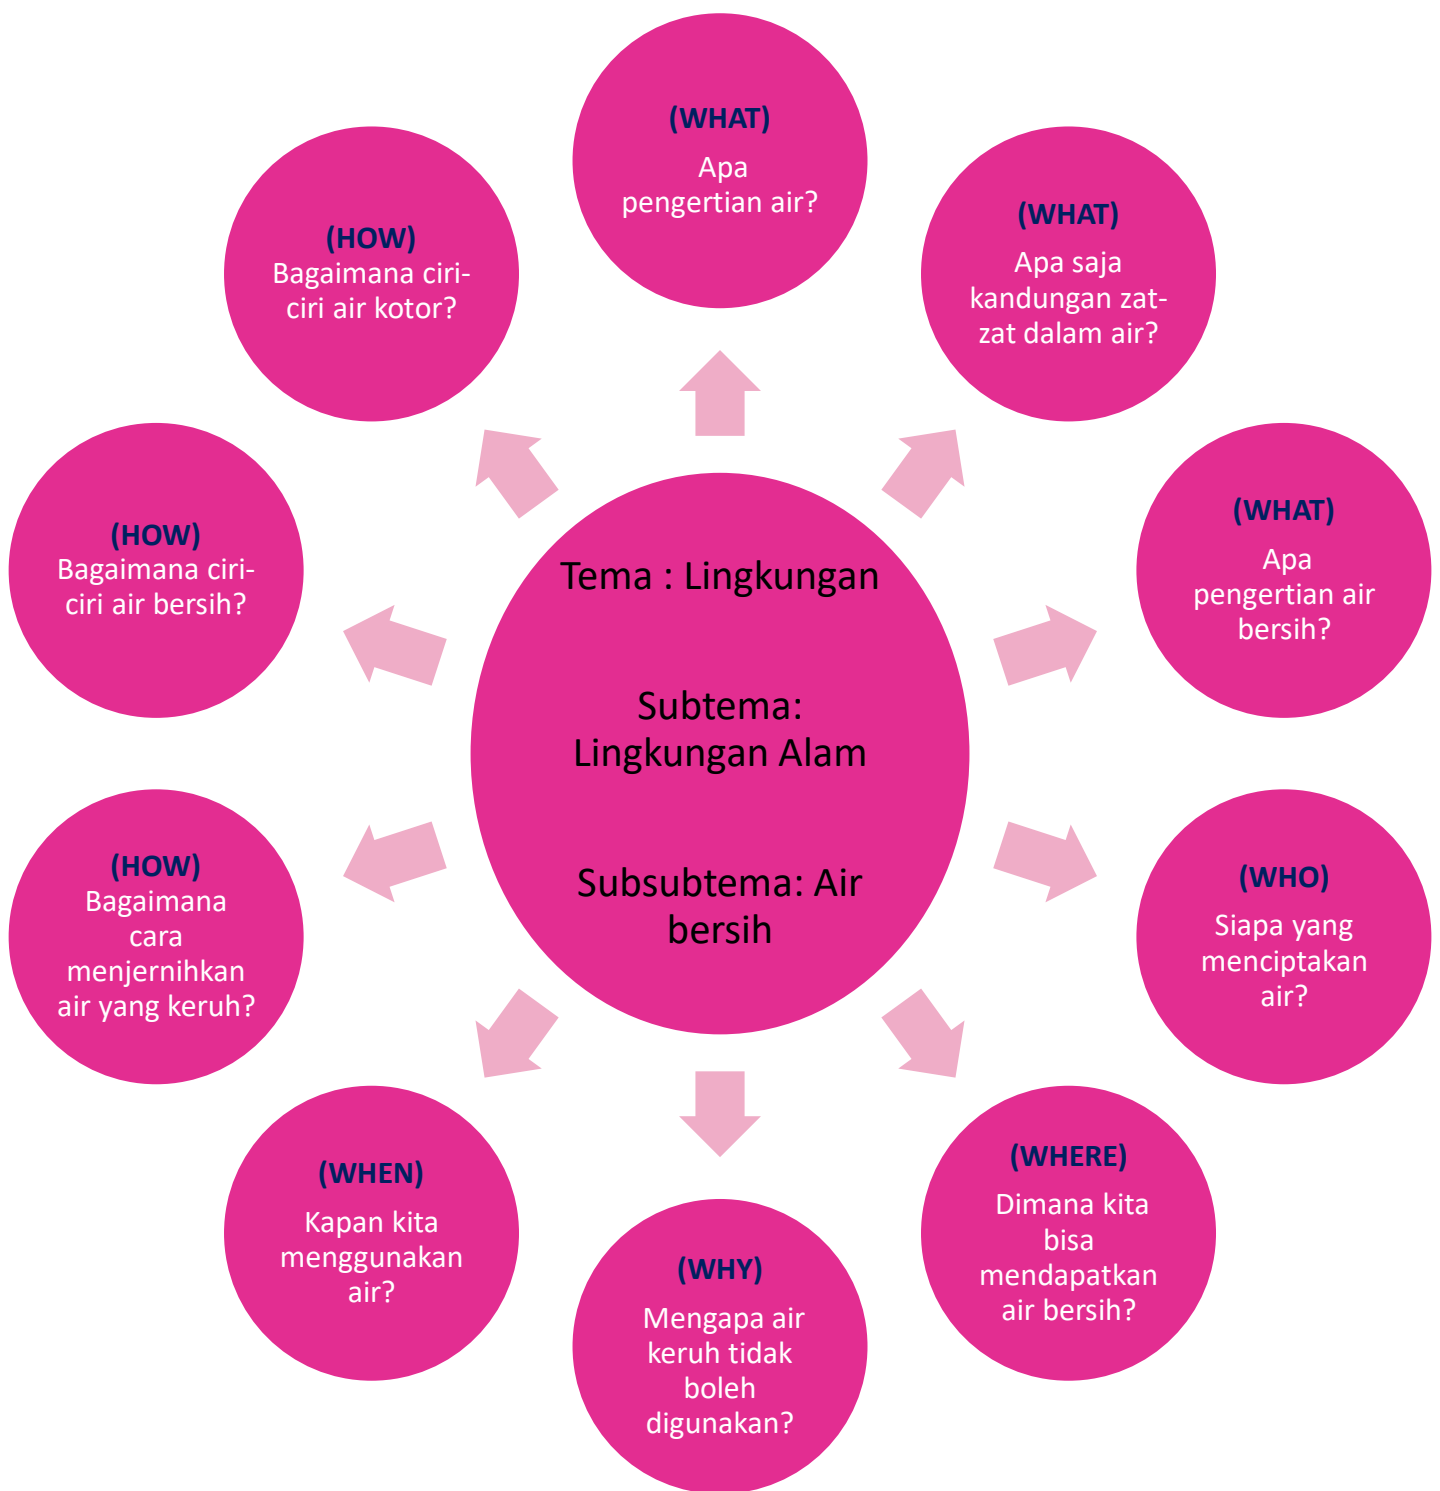 (WHAT)
Apa
pengertian air?
(WHAT)
Apa saja
kandungan zat-
zat dalam air?
(WHAT)
Apa
pengertian air
bersih?
(WHO)
Siapa yang
menciptakan
air?
(WHERE)
Dimana kita
bisa
mendapatkan
air bersih?
(WHY)
Mengapa air
keruh tidak
boleh
digunakan?
(WHEN)
Kapan kita
menggunakan
air?
(HOW)
Bagaimana
cara
menjernihkan
air yang keruh?
(HOW)
Bagaimana ciri-
ciri air bersih?
(HOW)
Bagaimana ciri-
ciri air kotor?
Tema : Lingkungan
Subtema:
Lingkungan Alam
Subsubtema: Air
bersih